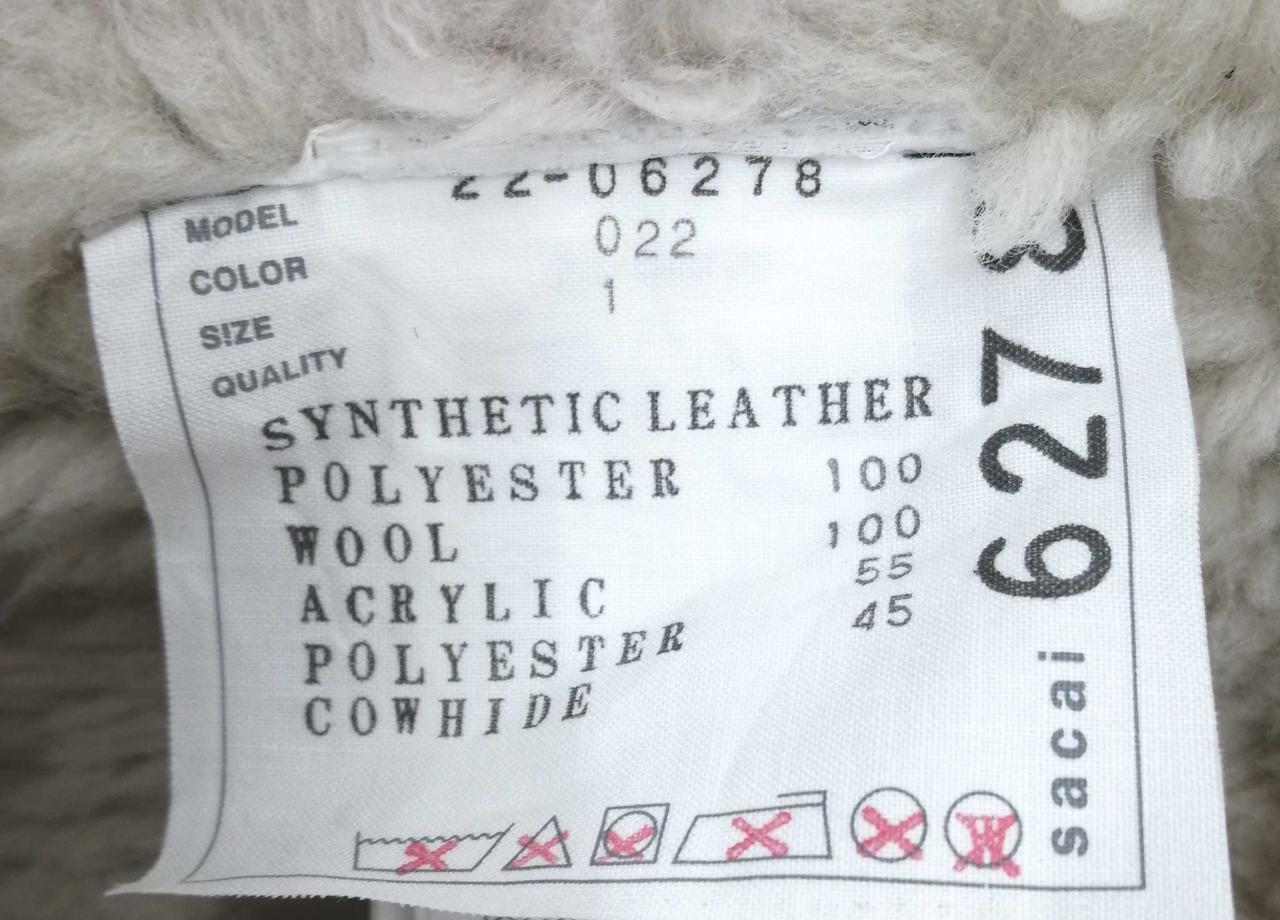 MODEL 22-06278
COLOR 022
SIZE 1
QUALITY
SYNTHETIC LEATHER
POLYESTER 100
WOOL 100
ACRYLIC 55
POLYESTER 45
COWHIDE
W
sacai 6278